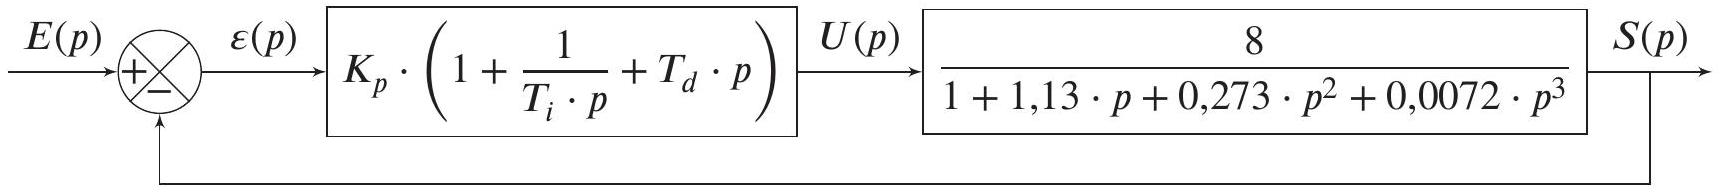 E(p)
+
−
ε(p)
K_p · (1 + 1/(T_i · p) + T_d · p)
U(p)
8/(1 + 1,13 · p + 0,273 · p² + 0,0072 · p³)
S(p)